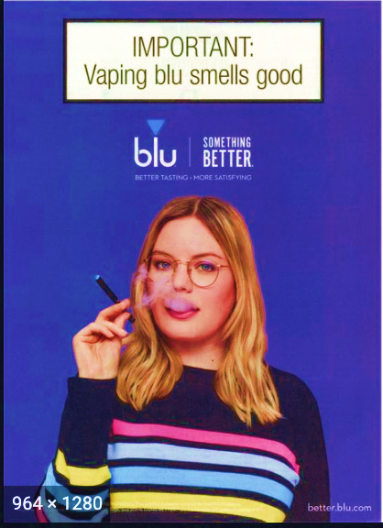 IMPORTANT:
Vaping blu smells good
blu
SOMETHING
BETTER.
BETTER TASTING • MORE SATISFYING
964 × 1280
better.blu.com